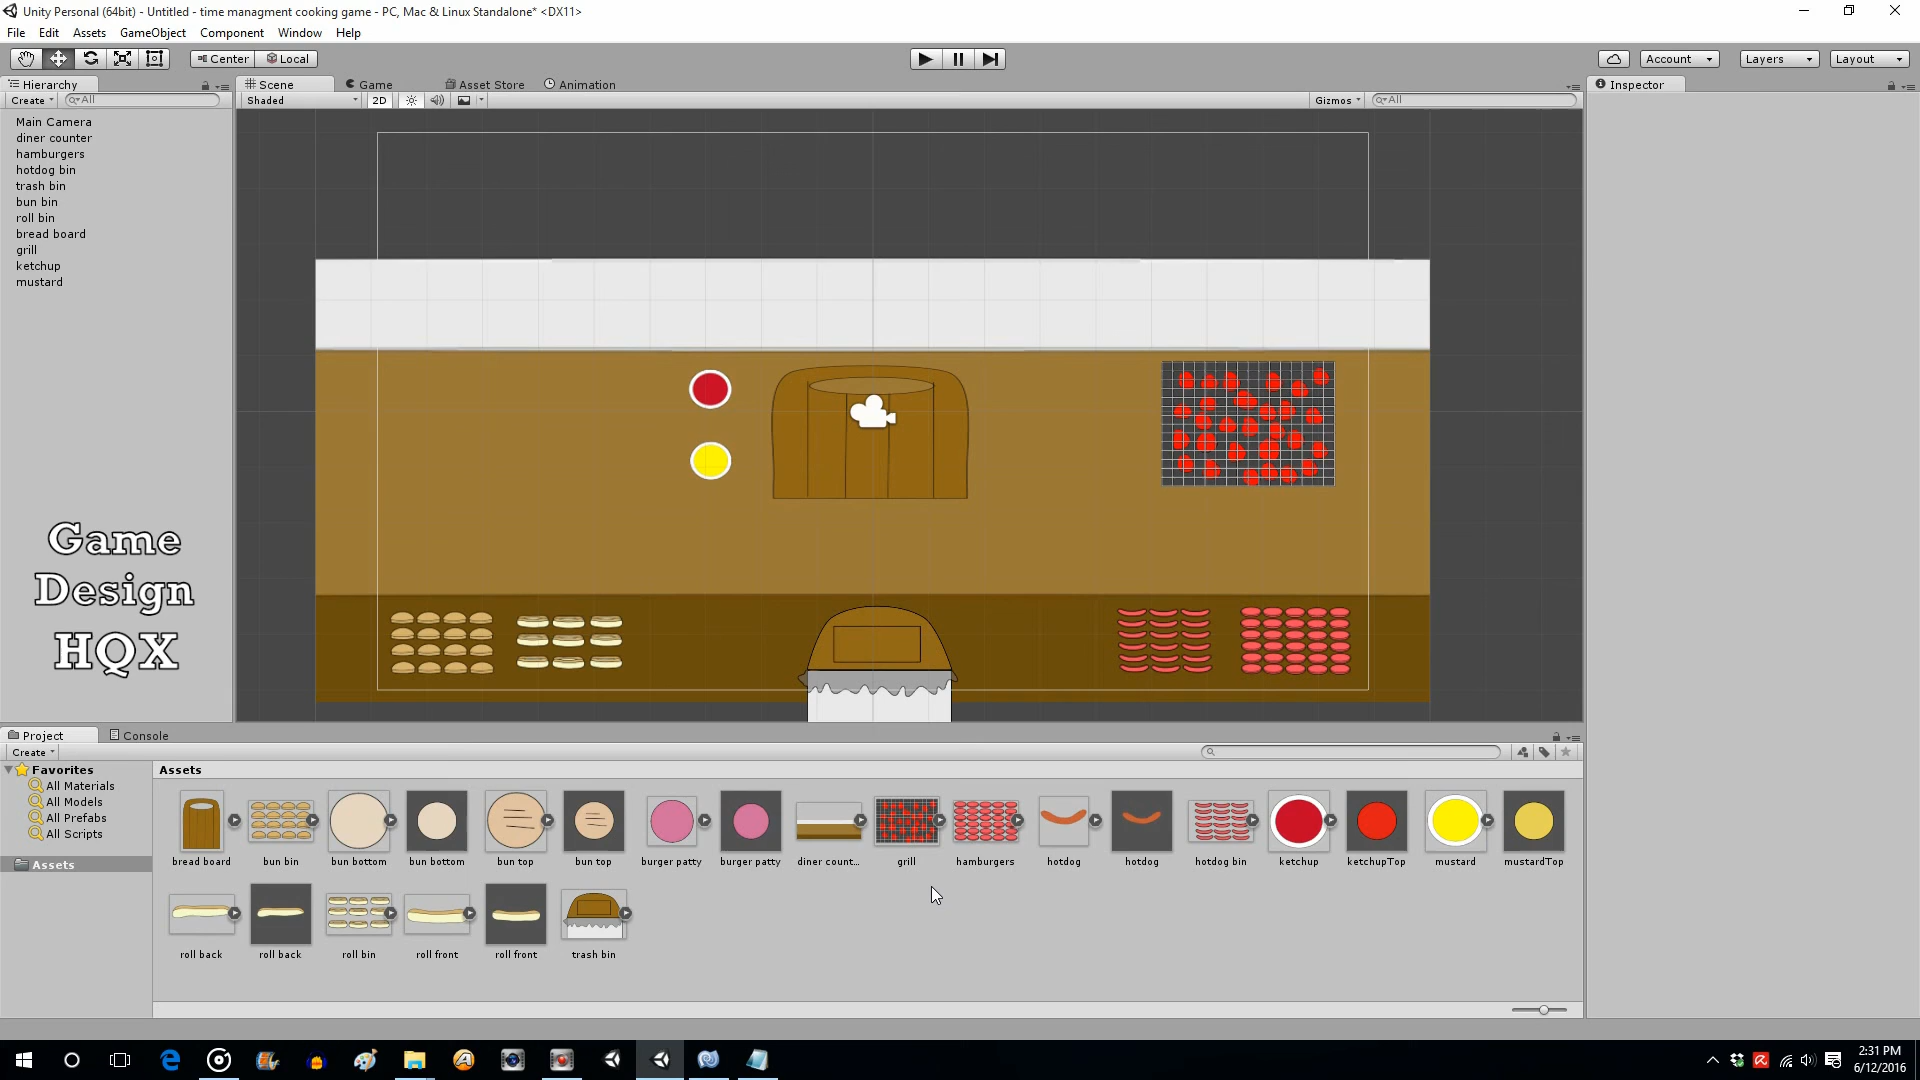 Unity Personal (64bit) - Untitled - time managment cooking game - PC, Mac & Linux Standalone* <DX11>
File Edit Assets GameObject Component Window Help
Center Local Account Layers Layout
Hierarchy Scene Game Asset Store Animation Inspector
Create All Shaded 2D Gizmos All
Main Camera
diner counter
hamburgers
hotdog bin
trash bin
bun bin
roll bin
bread board
grill
ketchup
mustard
Game
Design
HQX
Project Console
Create
Favorites
All Materials
All Models
All Prefabs
All Scripts
Assets
Assets
bread board bun bin bun bottom bun bottom bun top bun top burger patty burger patty diner count... grill hamburgers hotdog hotdog hotdog bin ketchup ketchupTop mustard mustardTop
roll back roll back roll bin roll front roll front trash bin
2:31 PM
6/12/2016